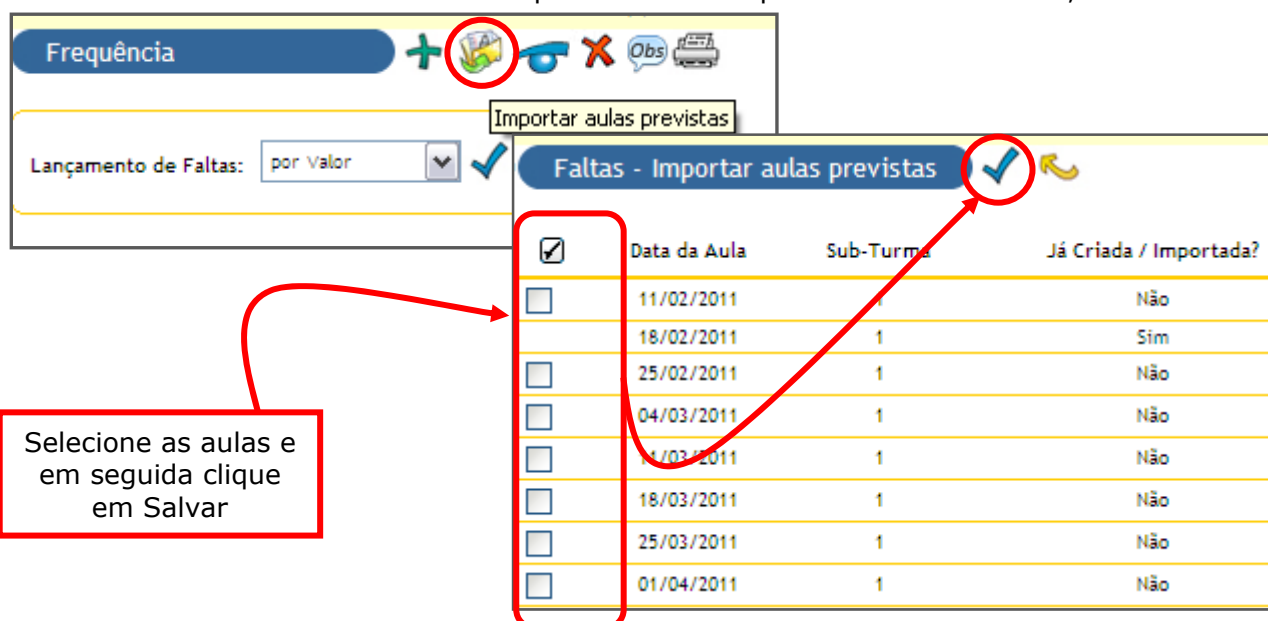 Frequência
Obs
Importar aulas previstas
Lançamento de Faltas: por Valor
Faltas - Importar aulas previstas
Data da Aula Sub-Turma Já Criada / Importada?
11/02/2011 1 Não
18/02/2011 1 Sim
25/02/2011 1 Não
04/03/2011 1 Não
11/03/2011 1 Não
18/03/2011 1 Não
25/03/2011 1 Não
01/04/2011 1 Não
Selecione as aulas e
em seguida clique
em Salvar